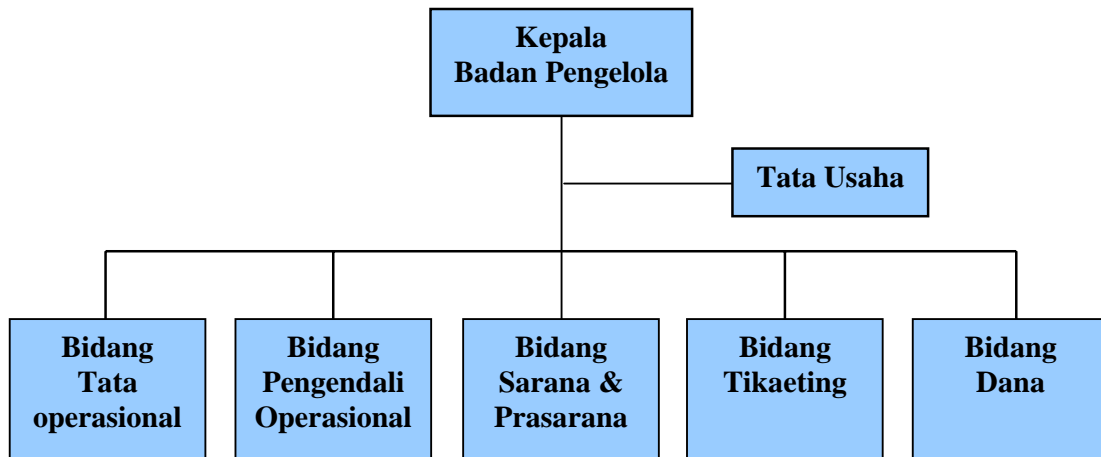 Kepala
Badan Pengelola
Tata Usaha
Bidang
Tata
operasional
Bidang
Pengendali
Operasional
Bidang
Sarana &
Prasarana
Bidang
Tikaeting
Bidang
Dana